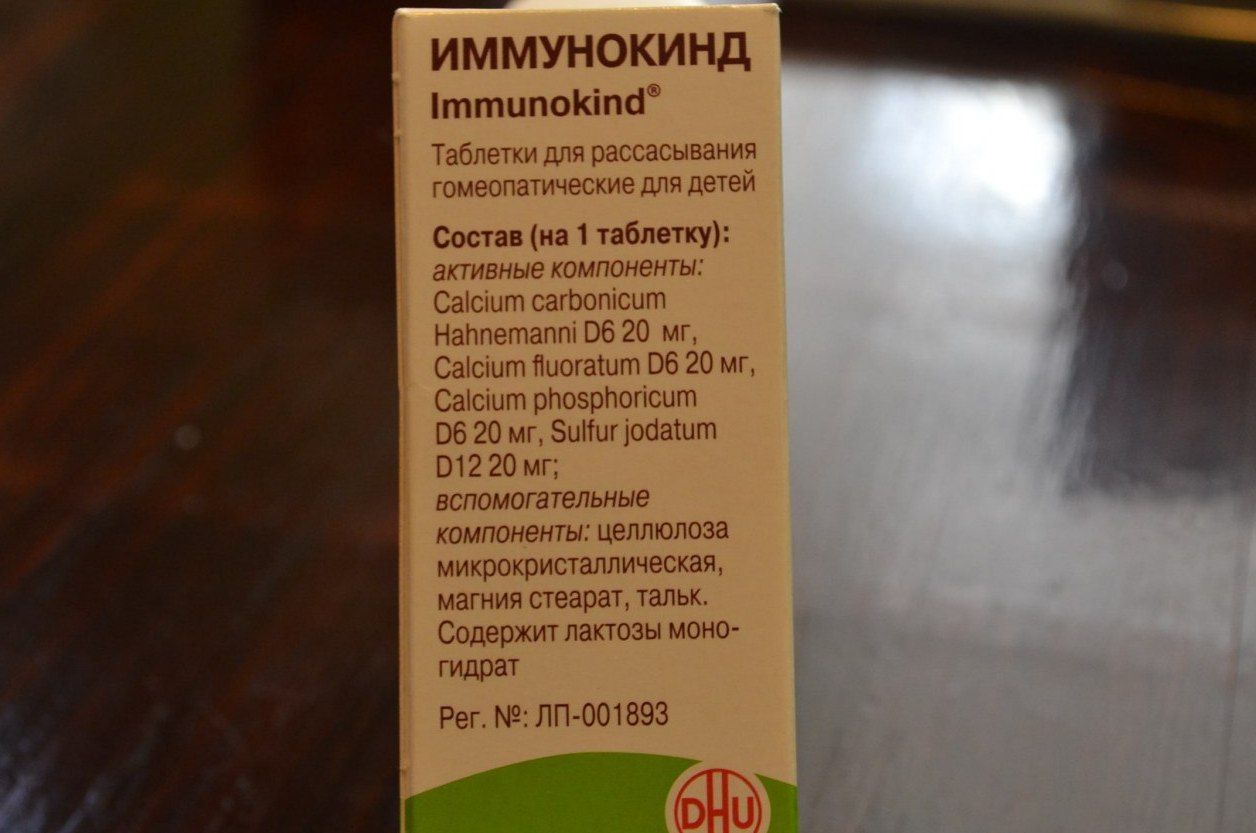 ИММУНОКИНД
Immunokind®
Таблетки для рассасывания
гомеопатические для детей
Состав (на 1 таблетку):
активные компоненты:
Calcium carbonicum
Hahnemanni D6 20 мг,
Calcium fluoratum D6 20 мг,
Calcium phosphoricum
D6 20 мг, Sulfur jodatum
D12 20 мг;
вспомогательные
компоненты: целлюлоза
микрокристаллическая,
магния стеарат, тальк.
Содержит лактозы моно-
гидрат
Рег. №: ЛП-001893
DHU